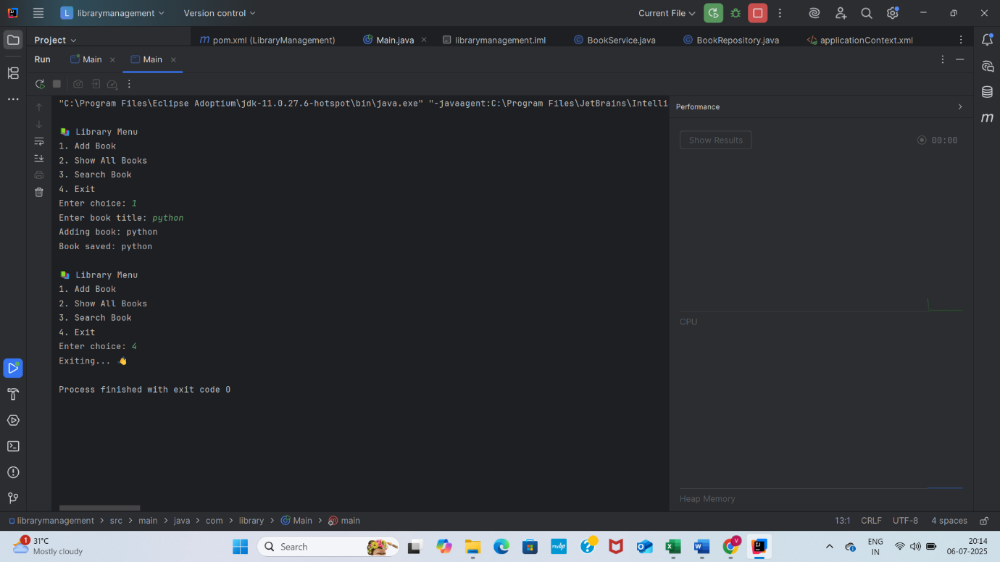 L librarymanagement Version control Current File
Project
pom.xml (LibraryManagement) Main.java librarymanagement.iml BookService.java BookRepository.java applicationContext.xml
Run Main Main
"C:\Program Files\Eclipse Adoptium\jdk-11.0.27.6-hotspot\bin\java.exe" "-javaagent:C:\Program Files\JetBrains\Intelli
📚 Library Menu
1. Add Book
2. Show All Books
3. Search Book
4. Exit
Enter choice: 1
Enter book title: python
Adding book: python
Book saved: python
📚 Library Menu
1. Add Book
2. Show All Books
3. Search Book
4. Exit
Enter choice: 4
Exiting... 👋
Process finished with exit code 0
Performance
Show Results 00:00
CPU
Heap Memory
librarymanagement > src > main > java > com > library > Main > main
13:1 CRLF UTF-8 4 spaces
1
31°C
Mostly cloudy
Search
myhp
V
ENG
IN
20:14
06-07-2025